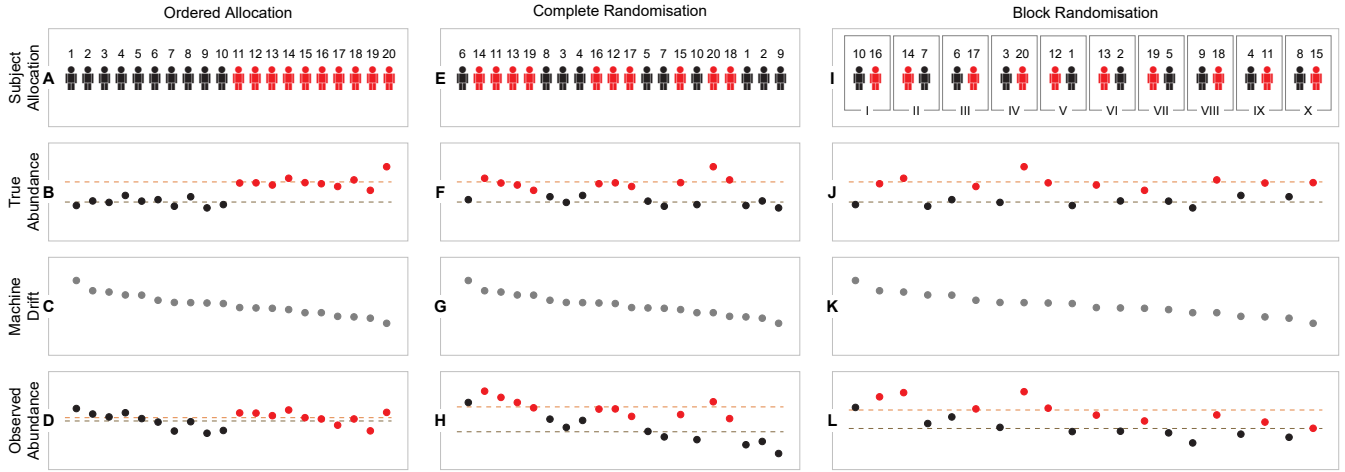 Ordered Allocation
Complete Randomisation
Block Randomisation
Subject
Allocation
A
1 2 3 4 5 6 7 8 9 10 11 12 13 14 15 16 17 18 19 20
E
6 14 11 13 19 8 3 4 16 12 17 5 7 15 10 20 18 1 2 9
I
10 16 14 7 6 17 3 20 12 1 13 2 19 5 9 18 4 11 8 15
I II III IV V VI VII VIII IX X
True
Abundance
B
F
J
Machine
Drift
C
G
K
Observed
Abundance
D
H
L